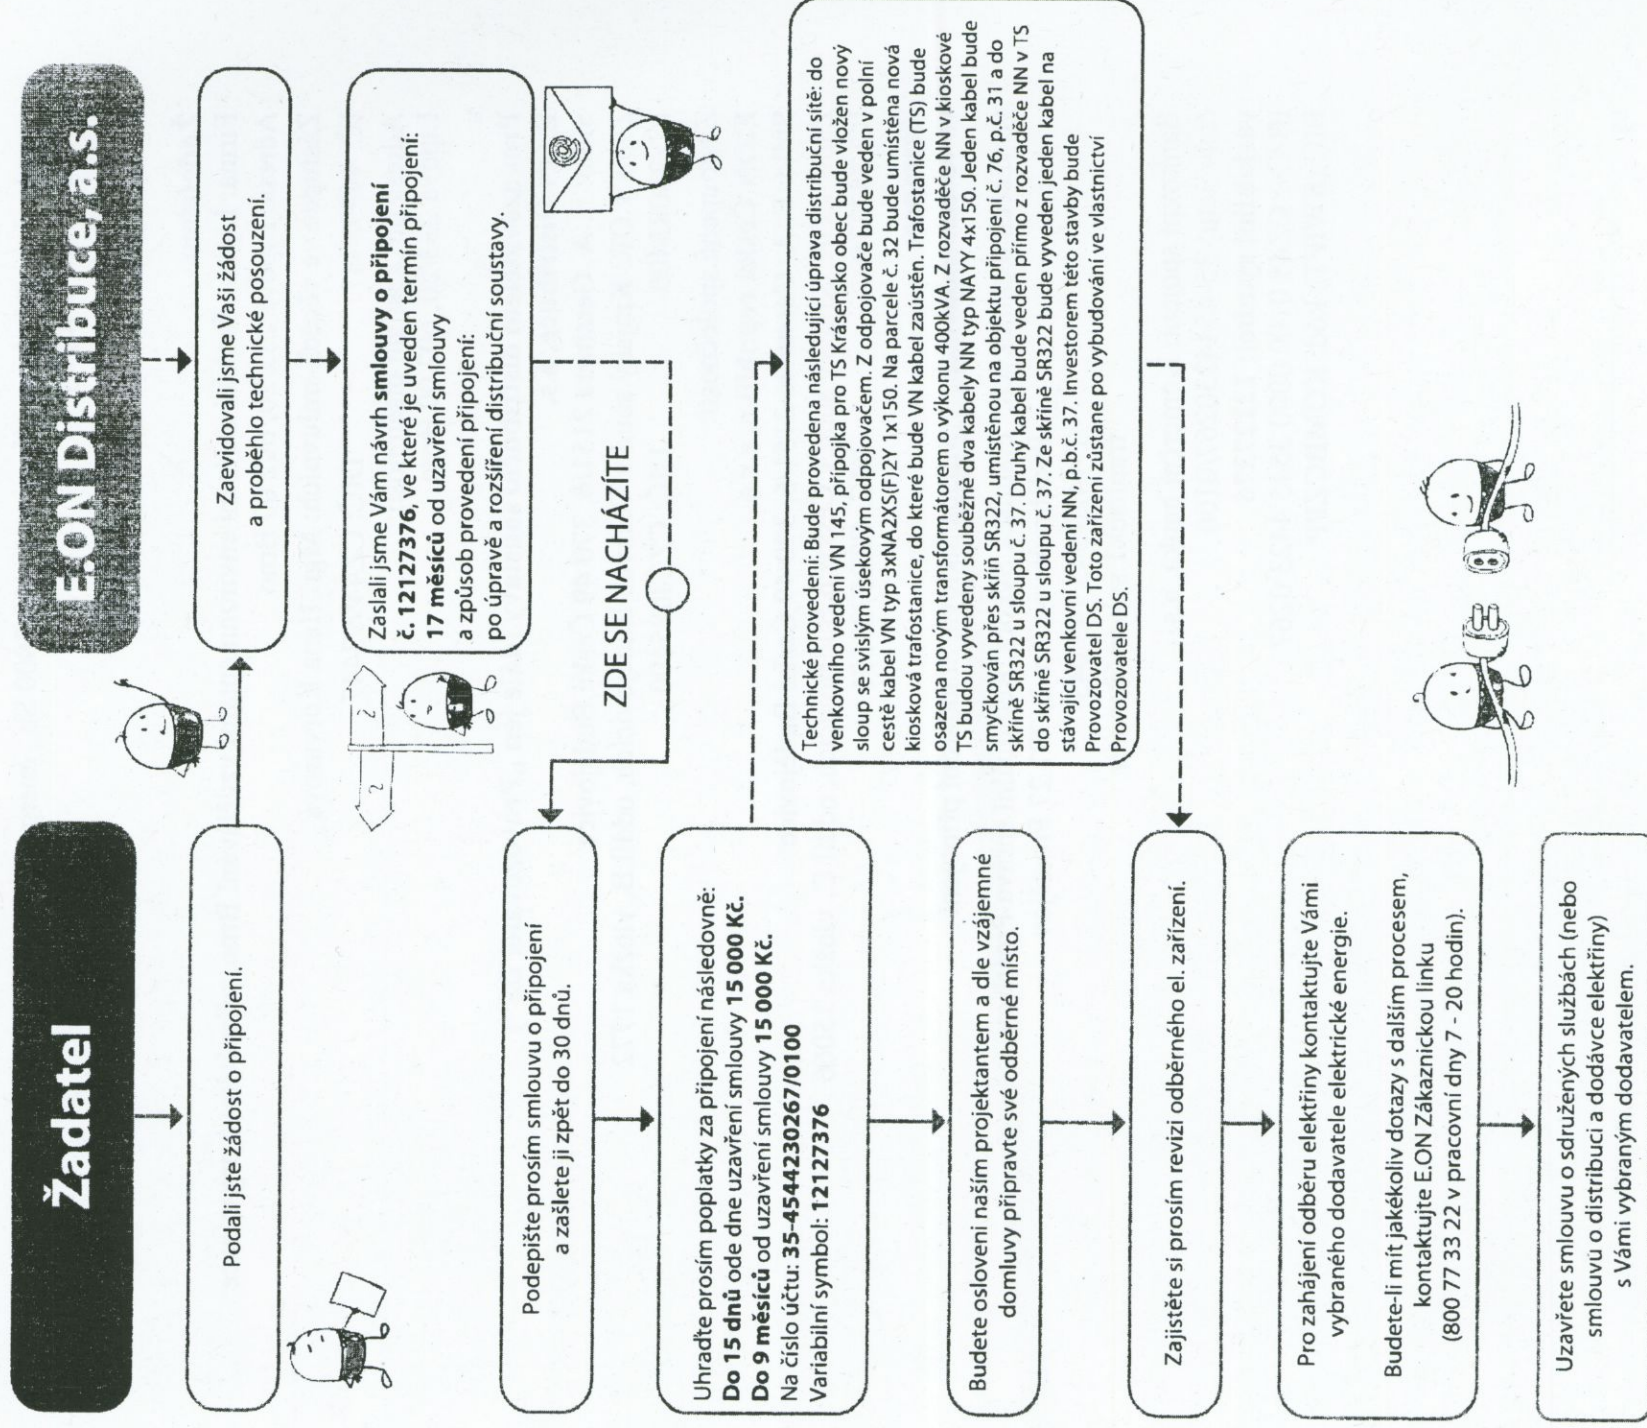 Žadatel
E.ON Distribuce, a.s.
Podali jste žádost o připojení.
Zaevidovali jsme Vaši žádost
a proběhlo technické posouzení.
Zaslali jsme Vám návrh smlouvy o připojení
č. 12127376, ve které je uveden termín připojení:
17 měsíců od uzavření smlouvy
a způsob provedení připojení:
po úpravě a rozšíření distribuční soustavy.
2
2
@
ZDE SE NACHÁZÍTE
Podepište prosím smlouvu o připojení
a zašlete ji zpět do 30 dnů.
Uhraďte prosím poplatky za připojení následovně:
Do 15 dnů ode dne uzavření smlouvy 15 000 Kč.
Do 9 měsíců od uzavření smlouvy 15 000 Kč.
Na číslo účtu: 35-4544230267/0100
Variabilní symbol: 12127376
Technické provedení: Bude provedena následující úprava distribuční sítě: do
venkovního vedení VN 145, přípojka pro TS Krásensko obec bude vložen nový
sloup se svislým úsekovým odpojovačem. Z odpojovače bude veden v polní
cestě kabel VN typ 3xNA2XS(F)2Y 1x150. Na parcele č. 32 bude umístěna nová
kiosková trafostanice, do které bude VN kabel zaústěn. Trafostanice (TS) bude
osazena novým transformátorem o výkonu 400kVA. Z rozvaděče NN v kioskové
TS budou vyvedeny souběžně dva kabely NN typ NAYY 4x150. Jeden kabel bude
smyčkován přes skříň SR322, umístěnou na objektu připojení č. 76, p.č. 31 a do
skříně SR322 u sloupu č. 37. Druhý kabel bude veden přímo z rozvaděče NN v TS
do skříně SR322 u sloupu č. 37. Ze skříně SR322 bude vyveden jeden kabel na
stávající venkovní vedení NN, p.b.č. 37. Investorem této stavby bude
Provozovatel DS. Toto zařízení zůstane po vybudování ve vlastnictví
Provozovatele DS.
Budete osloveni naším projektantem a dle vzájemné
domluvy připravte své odběrné místo.
Zajistěte si prosím revizi odběrného el. zařízení.
Pro zahájení odběru elektřiny kontaktujte Vámi
vybraného dodavatele elektrické energie.
Budete-li mít jakékoliv dotazy s dalším procesem,
kontaktujte E.ON Zákaznickou linku
(800 77 33 22 v pracovní dny 7 - 20 hodin).
Uzavřete smlouvu o sdružených službách (nebo
smlouvu o distribuci a dodávce elektřiny)
s Vámi vybraným dodavatelem.